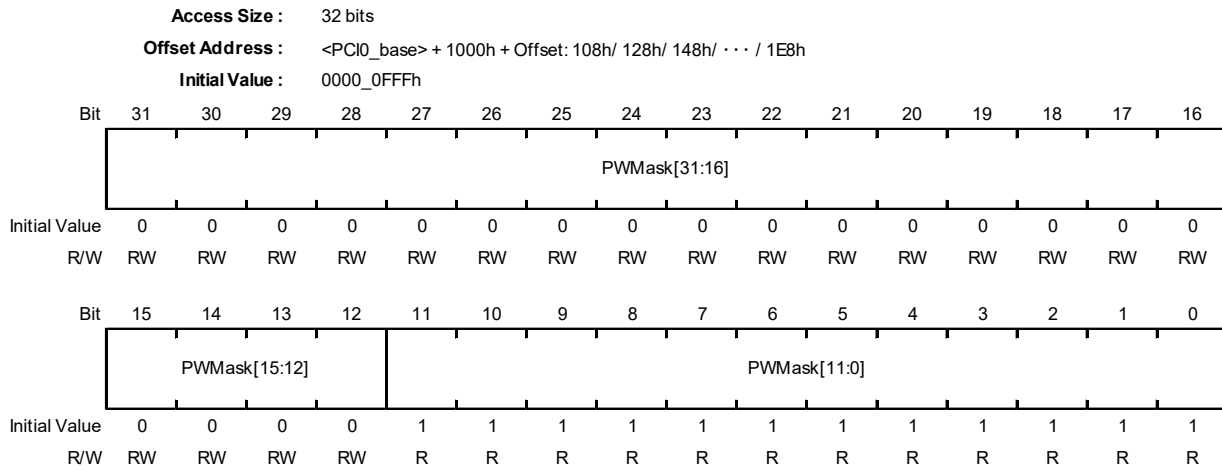 Access Size : 32 bits
Offset Address : <PCI0_base> + 1000h + Offset: 108h/ 128h/ 148h/ ･･･ / 1E8h
Initial Value : 0000_0FFFh
Bit 31 30 29 28 27 26 25 24 23 22 21 20 19 18 17 16
PWMask[31:16]
Initial Value 0 0 0 0 0 0 0 0 0 0 0 0 0 0 0 0
R/W RW RW RW RW RW RW RW RW RW RW RW RW RW RW RW RW
Bit 15 14 13 12 11 10 9 8 7 6 5 4 3 2 1 0
PWMask[15:12] PWMask[11:0]
Initial Value 0 0 0 0 1 1 1 1 1 1 1 1 1 1 1 1
R/W RW RW RW RW R R R R R R R R R R R R